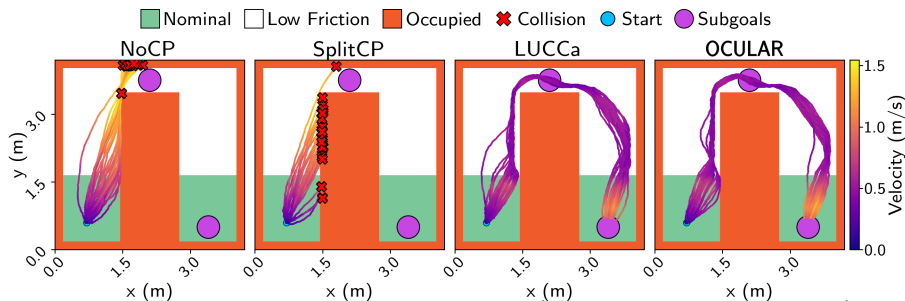 Nominal Low Friction Occupied Collision Start Subgoals
NoCP SplitCP LUCCa OCULAR
y (m)
3.0
1.5
0.0
0.0 1.5 3.0
x (m)
0.0 1.5 3.0
x (m)
0.0 1.5 3.0
x (m)
0.0 1.5 3.0
x (m)
1.5
1.0
0.5
0.0
Velocity (m/s)